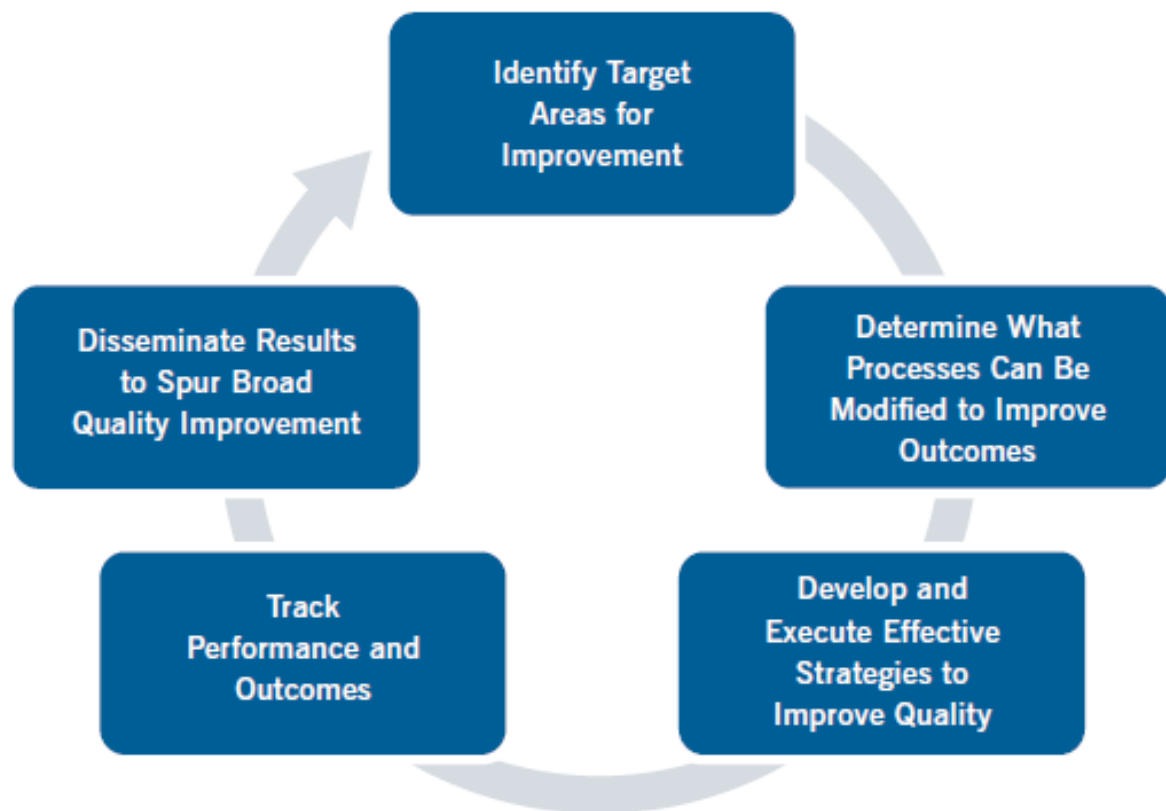 Identify Target
Areas for
Improvement
Determine What
Processes Can Be
Modified to Improve
Outcomes
Develop and
Execute Effective
Strategies to
Improve Quality
Track
Performance and
Outcomes
Disseminate Results
to Spur Broad
Quality Improvement